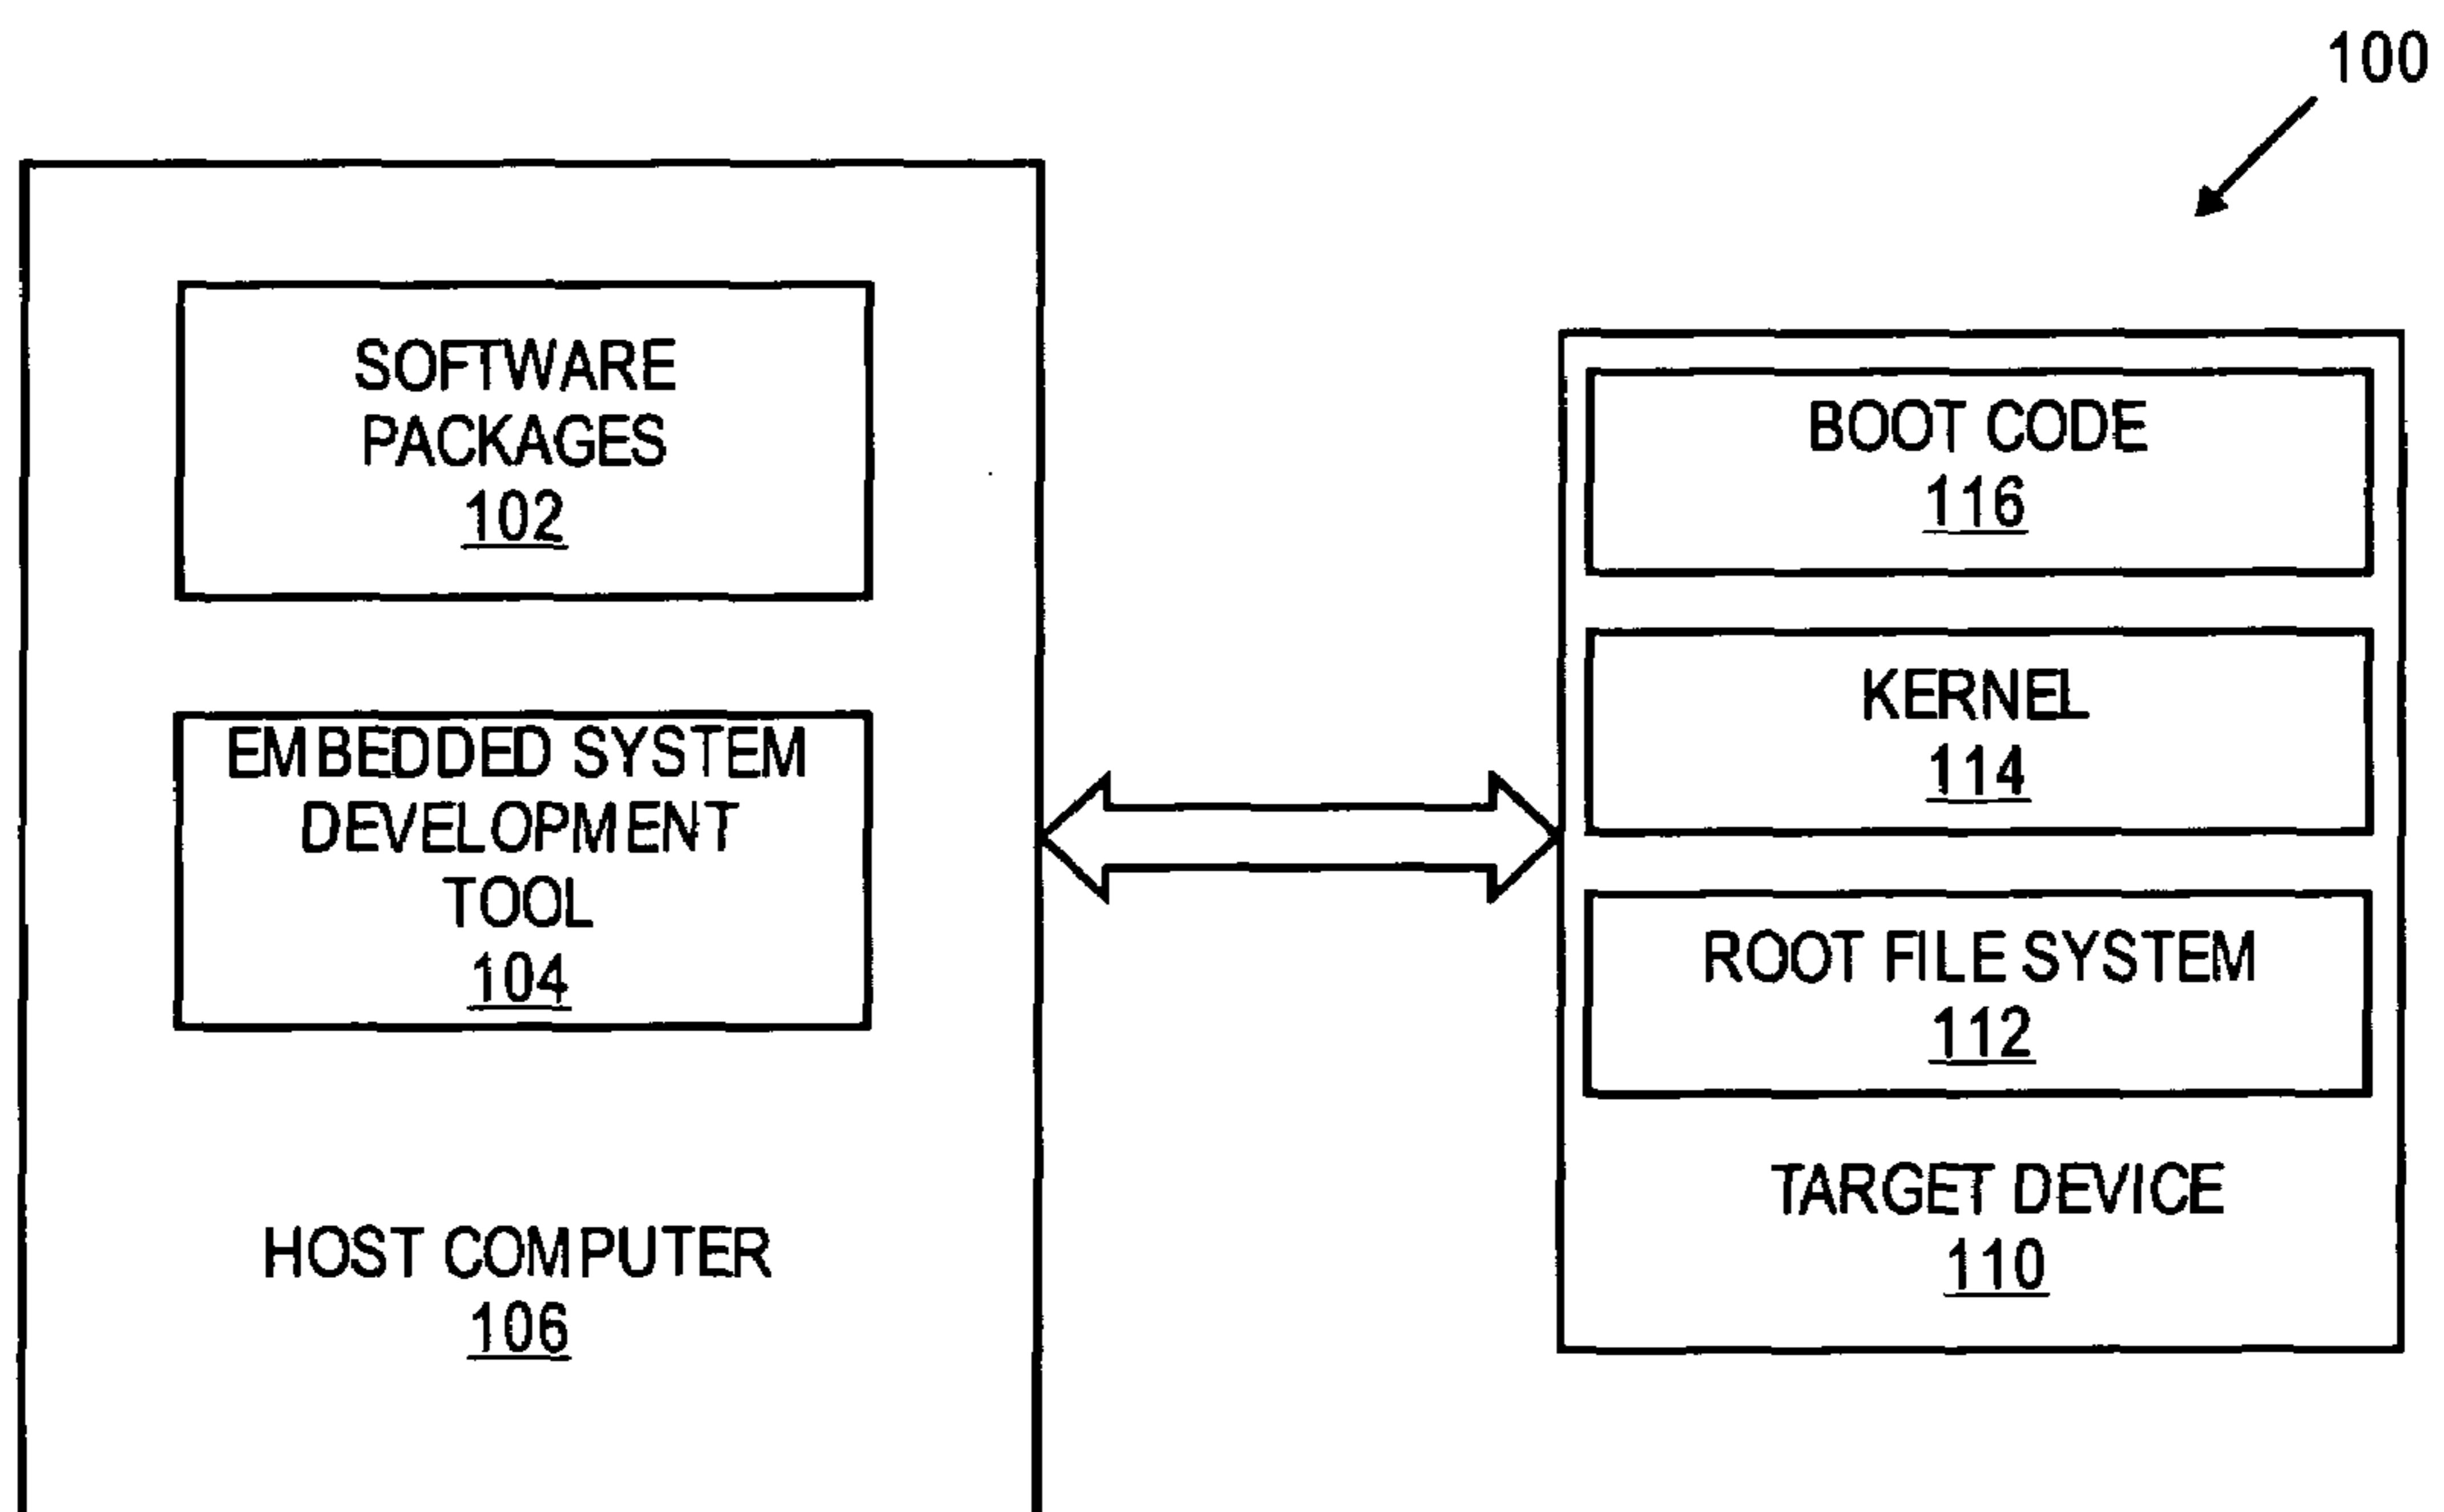 100
SOFTWARE
PACKAGES
102
EMBEDDED SYSTEM
DEVELOPMENT
TOOL
104
HOST COMPUTER
106
BOOT CODE
116
KERNEL
114
ROOT FILE SYSTEM
112
TARGET DEVICE
110